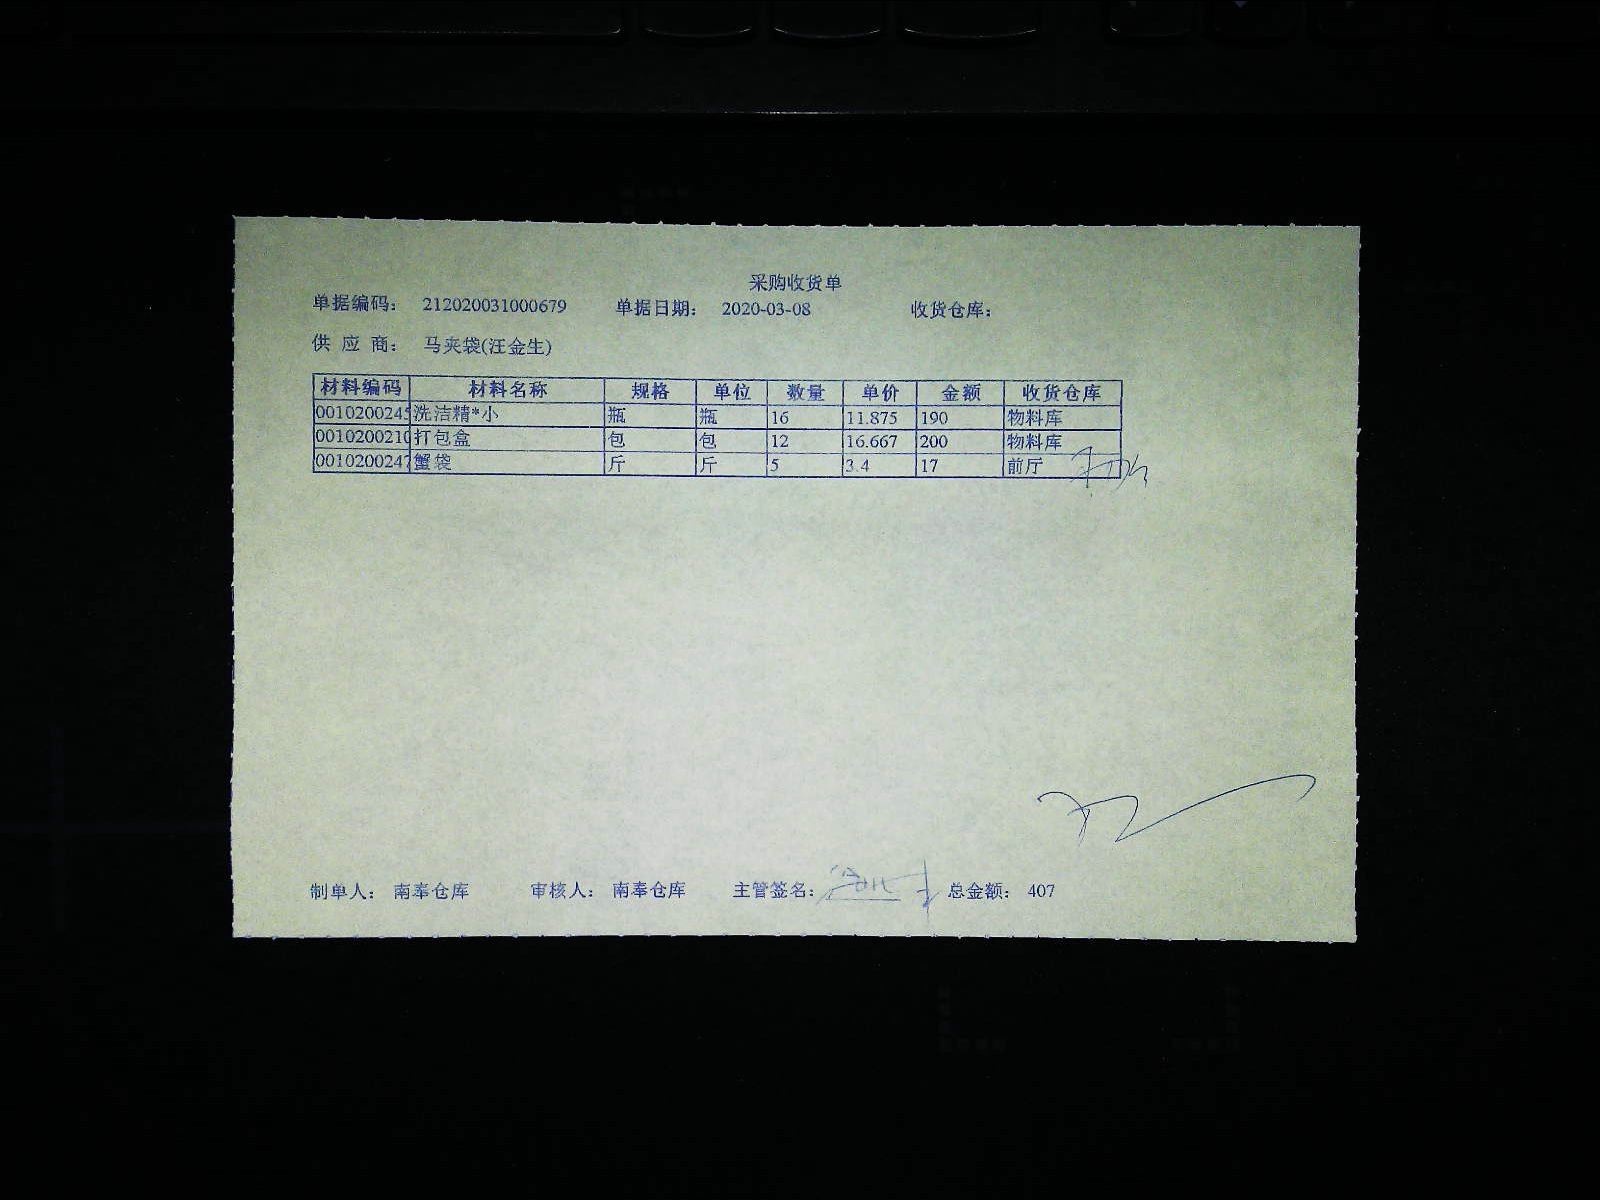 采购收货单
单据编码: 212020031000679 单据日期: 2020-03-08 收货仓库:
供 应 商: 马夹袋(汪金生)
材料编码 材料名称 规格 单位 数量 单价 金额 收货仓库
0010200245 洗洁精*小 瓶 瓶 16 11.875 190 物料库
0010200210 打包盒 包 包 12 16.667 200 物料库
0010200247 蟹袋 斤 斤 5 3.4 17 前厅
制单人: 南奉仓库 审核人: 南奉仓库 主管签名: 总金额: 407